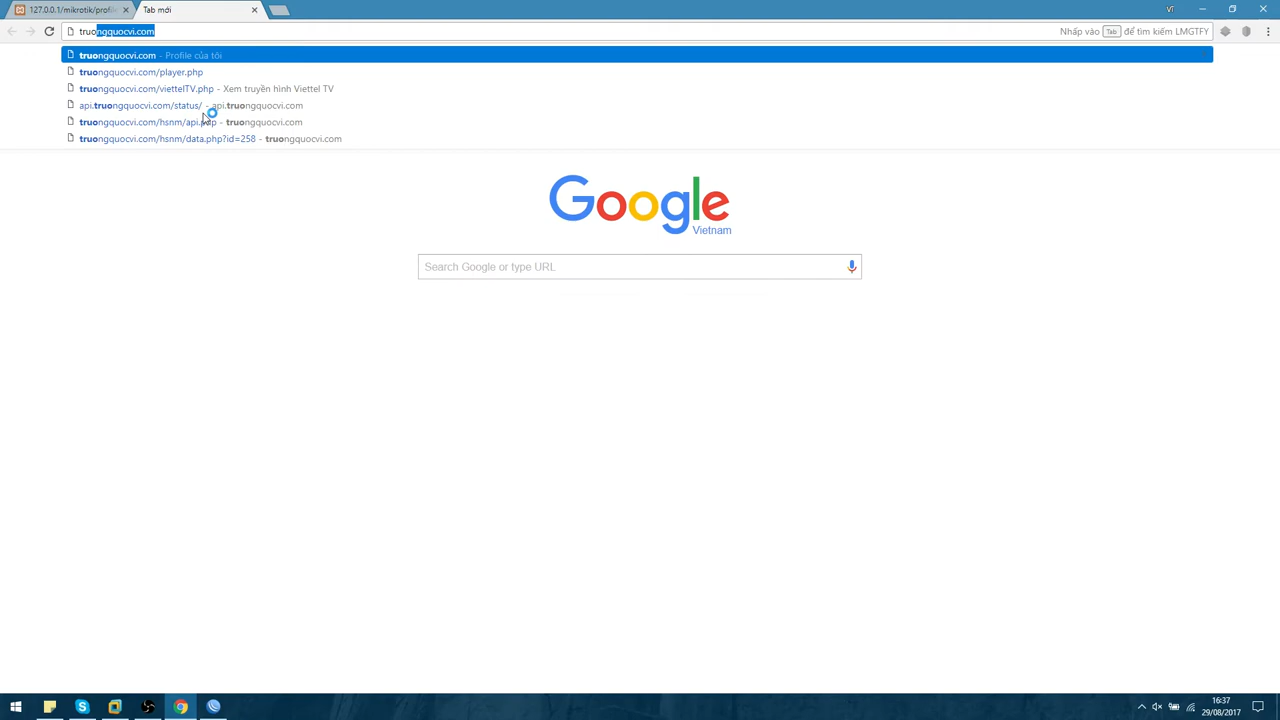 127.0.0.1/mikrotik/profil
Tab mới
Vi
truongquocvi.com
Nhấp vào Tab để tìm kiếm LMGTFY
truongquocvi.com - Profile của tôi
truongquocvi.com/player.php
truongquocvi.com/viettelTV.php - Xem truyền hình Viettel TV
api.truongquocvi.com/status/ - api.truongquocvi.com
truongquocvi.com/hsnm/api.php - truongquocvi.com
truongquocvi.com/hsnm/data.php?id=258 - truongquocvi.com
Google
Vietnam
Search Google or type URL
16:37
29/08/2017